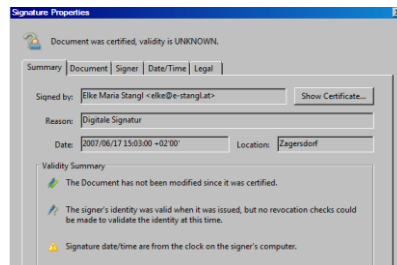 Signature Properties
Document was certified, validity is UNKNOWN.
Summary Document Signer Date/Time Legal
Signed by: Elke Maria Stangl <elke@e-stangl.at> Show Certificate...
Reason: Digitale Signatur
Date: 2007/06/17 15:03:00 +02'00' Location: Zagersdorf
Validity Summary
The Document has not been modified since it was certified.
The signer's identity was valid when it was issued, but no revocation checks could
be made to validate the identity at this time.
Signature date/time are from the clock on the signer's computer.